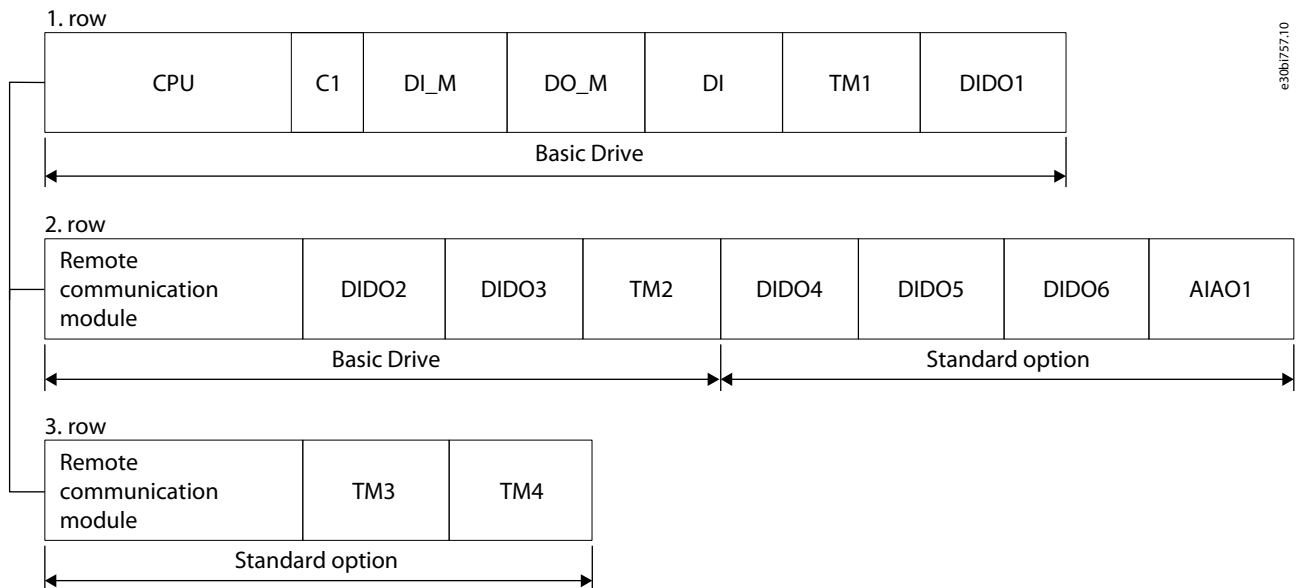 1. row
CPU C1 DI_M DO_M DI TM1 DIDO1
Basic Drive
2. row
Remote
communication
module
DIDO2 DIDO3 TM2 DIDO4 DIDO5 DIDO6 AIAO1
Basic Drive Standard option
3. row
Remote
communication
module
TM3 TM4
Standard option
e30bi757.10